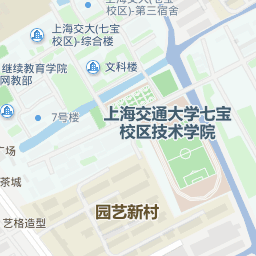 上海交大(七宝
校区)-第三宿舍
上海交大(七宝
校区)-综合楼
继续教育学院
网教部
文科楼
7号楼
上海交通大学七宝
校区技术学院
广场
茶城
园艺新村
艺格造型